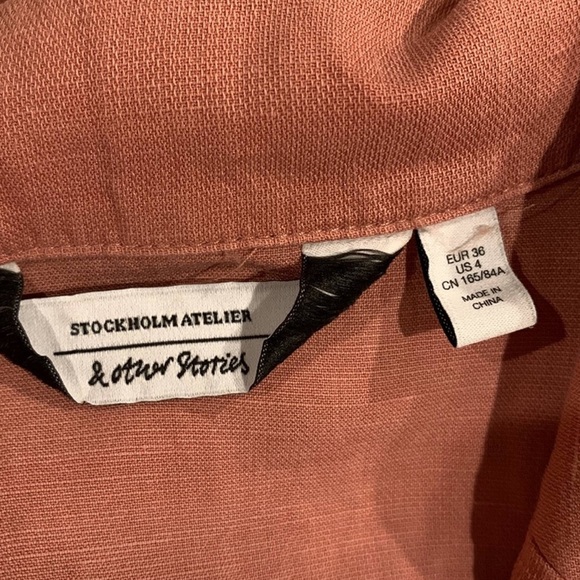 STOCKHOLM ATELIER
& other Stories
EUR 36
US 4
CN 165/84A
MADE IN
CHINA